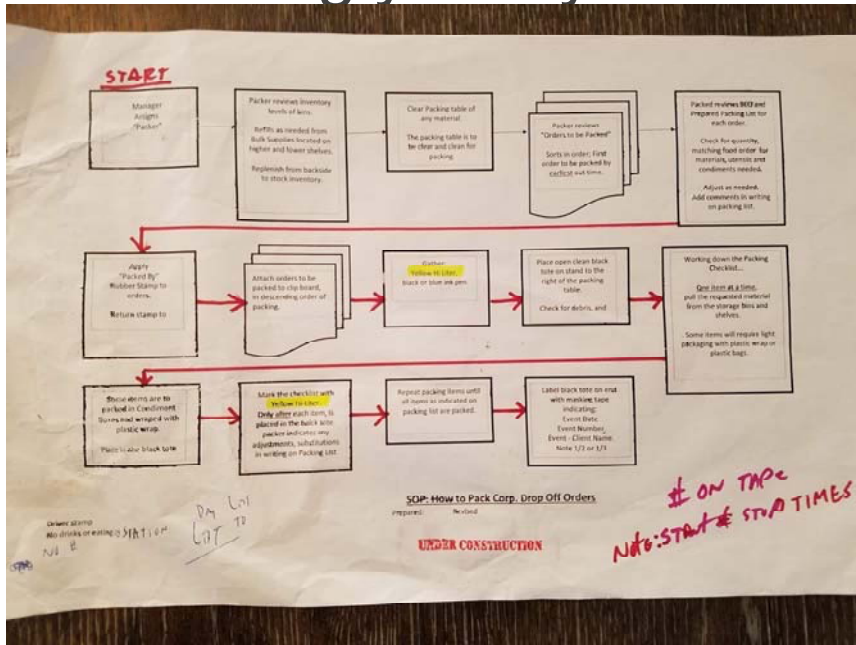 START
Manager
Assigns
"Packer"
Packer reviews inventory
levels of bins.
Refills as needed from
Bulk Supplies located on
higher and lower shelves.
Replenish from backside
to stock inventory.
Clear Packing table of
any material.
The packing table is to
be clear and clean for
packing.
Packer reviews
"Orders to be Packed"
Sorts in order; First
order to be packed by
earliest out time.
Packed reviews BEO and
Prepared Packing List for
each order.
Check for quantity,
matching food order for
materials, utensils and
condiments needed.
Adjust as needed.
Add comments in writing
on packing list.
Apply
"Packed By"
Rubber Stamp to
orders.
Return stamp to
Attach orders to be
packed to clip board,
in descending order of
packing.
Gather
Yellow Hi Liter,
black or blue ink pen
Place open clean black
tote on stand to the
right of the packing
table.
Check for debris, and
Working down the Packing
Checklist...
One item at a time,
pull the requested material
from the storage bins and
shelves.
Some items will require light
packaging with plastic wrap or
plastic bags.
items are to
packed in Condiment
and wraped with
plastic wrap.
Place in the black tote
Mark the checklist with
Yellow Hi Liter.
Only after each item, is
placed in the tote
packer indicates any
adjustments, substitutions
in writing on Packing List
Repeat packing items until
all items as indicated on
packing list are packed.
Label black tote on end
with masking tape
indicating:
Event Date
Event Number
Event - Client Name.
Note 1/2 or 1/3
SOP: How to Pack Corp. Drop Off Orders
Prepared: Revised
UNDER CONSTRUCTION
# ON TAPE
Note: START & STOP TIMES
stamp
No drinks or eating @ STATION